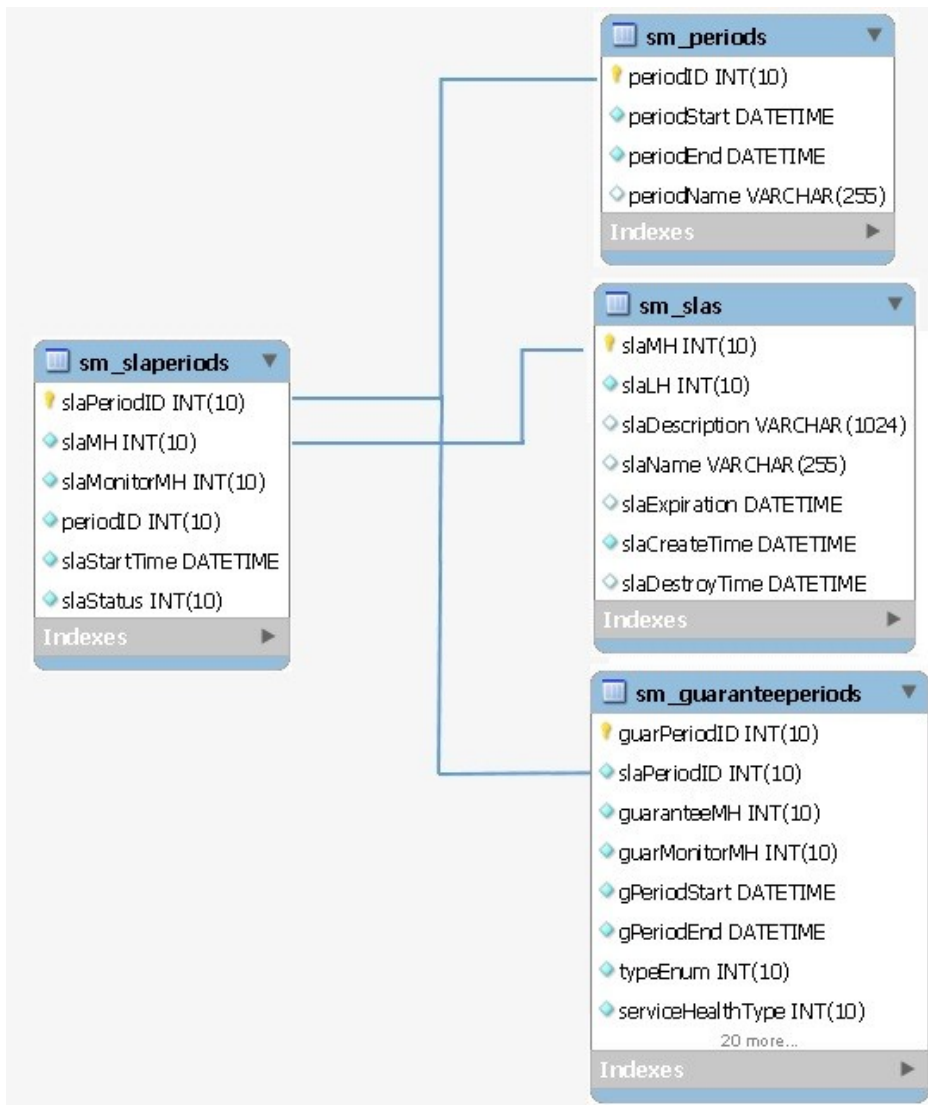 sm_periods
periodID INT(10)
periodStart DATETIME
periodEnd DATETIME
periodName VARCHAR(255)
Indexes
sm_slas
slaMH INT(10)
slaLH INT(10)
slaDescription VARCHAR(1024)
slaName VARCHAR(255)
slaExpiration DATETIME
slaCreateTime DATETIME
slaDestroyTime DATETIME
Indexes
sm_slaperiods
slaPeriodID INT(10)
slaMH INT(10)
slaMonitorMH INT(10)
periodID INT(10)
slaStartTime DATETIME
slaStatus INT(10)
Indexes
sm_guaranteeperiods
guarPeriodID INT(10)
slaPeriodID INT(10)
guaranteeMH INT(10)
guarMonitorMH INT(10)
gPeriodStart DATETIME
gPeriodEnd DATETIME
typeEnum INT(10)
serviceHealthType INT(10)
20 more...
Indexes